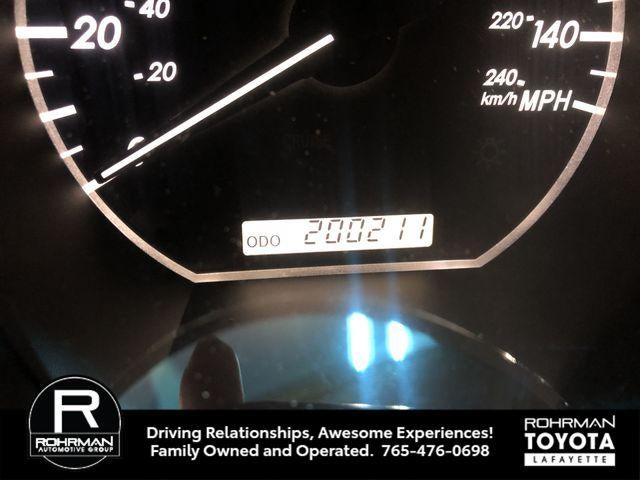 40
20
220
140
20
240
km/h MPH
0
ODO 200211
R
ROHRMAN
AUTOMOTIVE GROUP
Driving Relationships, Awesome Experiences!
Family Owned and Operated. 765-476-0698
ROHRMAN
TOYOTA
LAFAYETTE